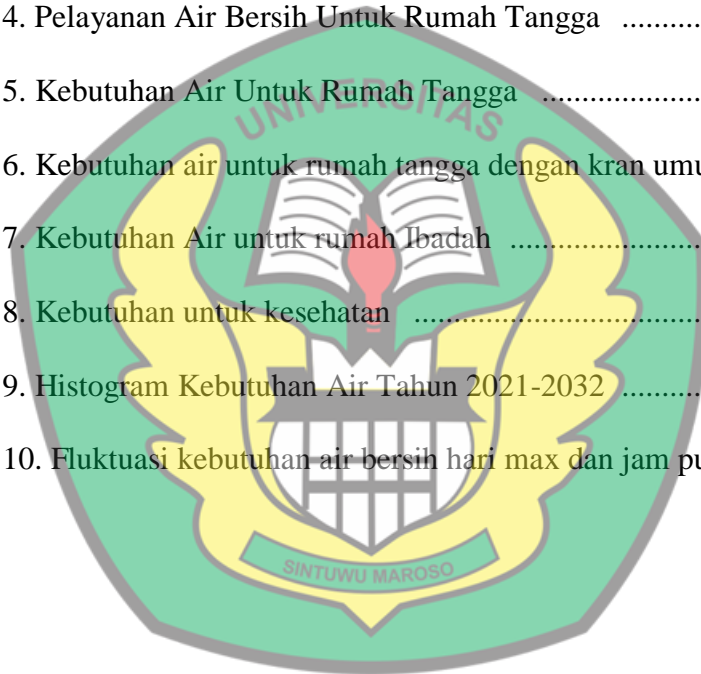 4. Pelayanan Air Bersih Untuk Rumah Tangga ...........
5. Kebutuhan Air Untuk Rumah Tangga ......................
UNIVERSITAS
6. Kebutuhan air untuk rumah tangga dengan kran
7. Kebutuhan Air untuk rumah Ibadah ..........................
8. Kebutuhan untuk kesehatan .......................................
9. Histogram Kebutuhan Air Tahun 2021-2032 ...........
10. Fluktuasi kebutuhan air bersih hari max dan jam
SINTUWU MAROSO